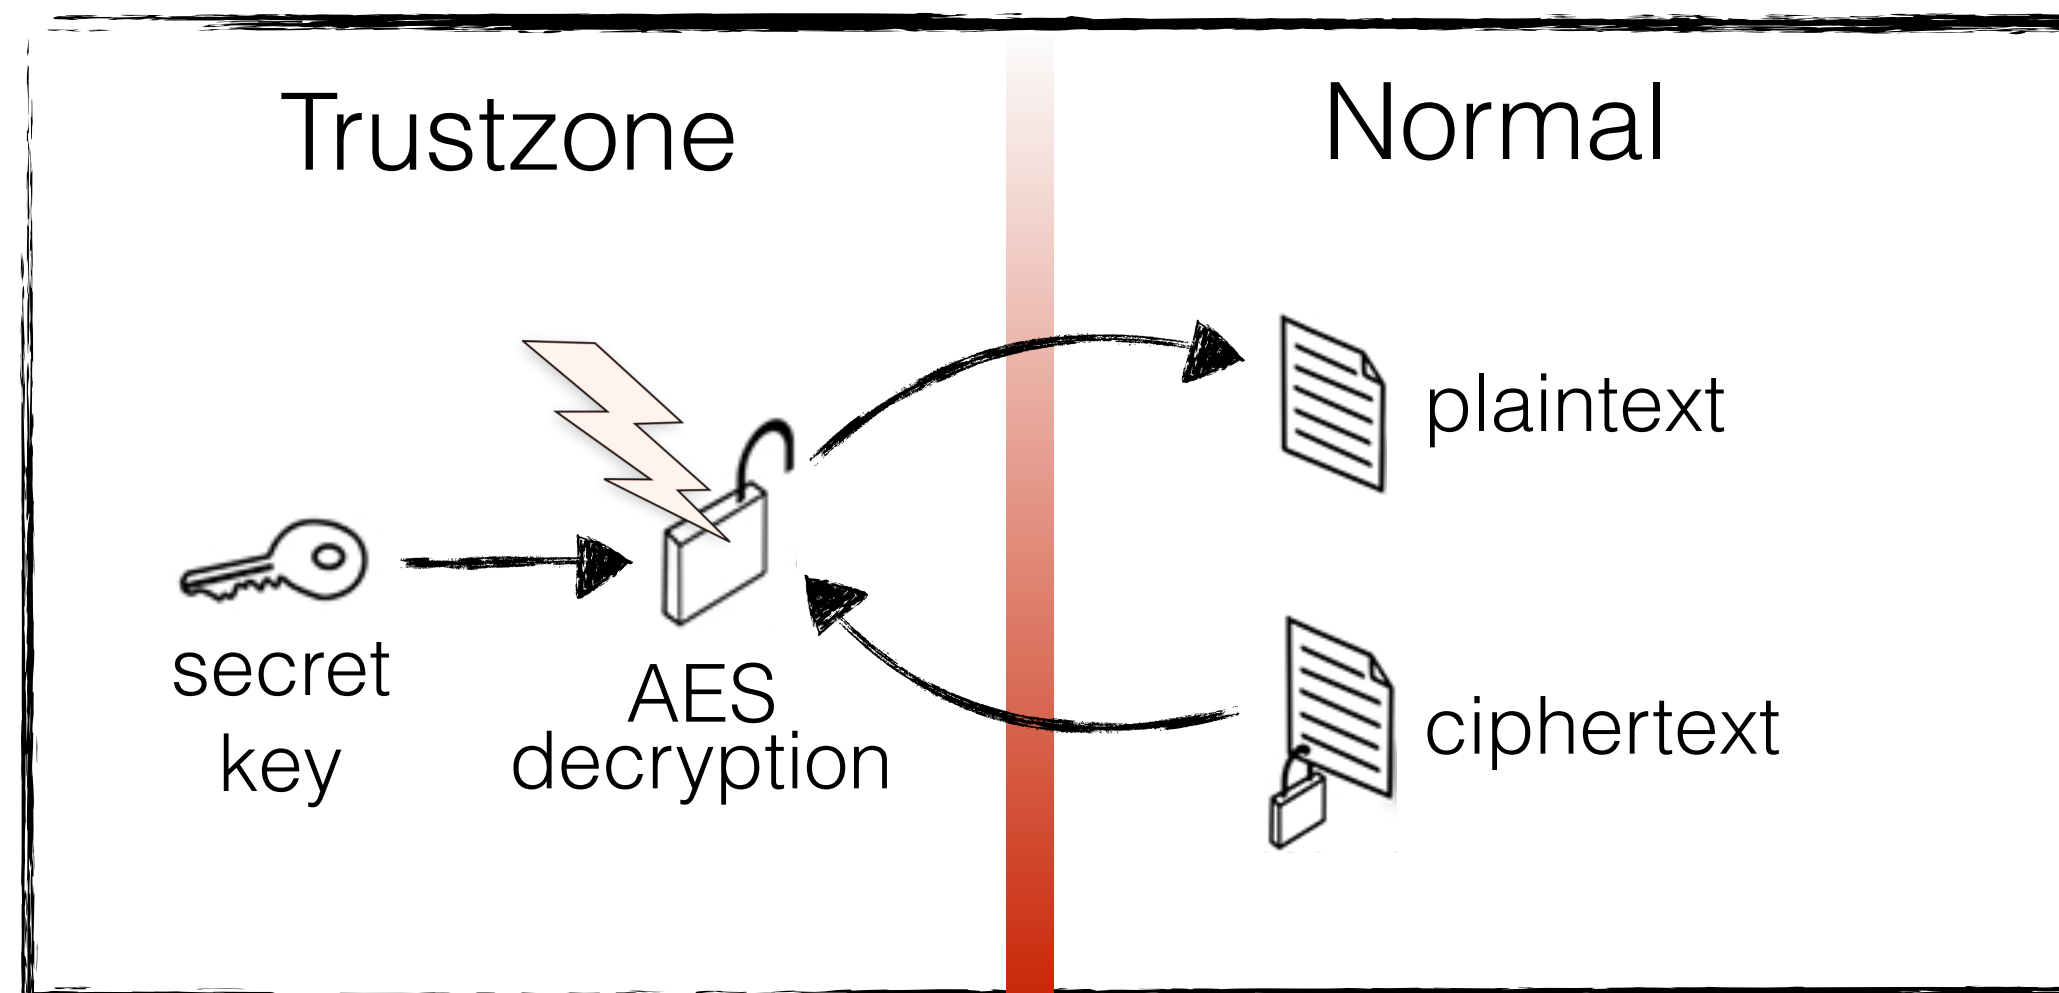 Trustzone
Normal
plaintext
secret
key
AES
decryption
ciphertext